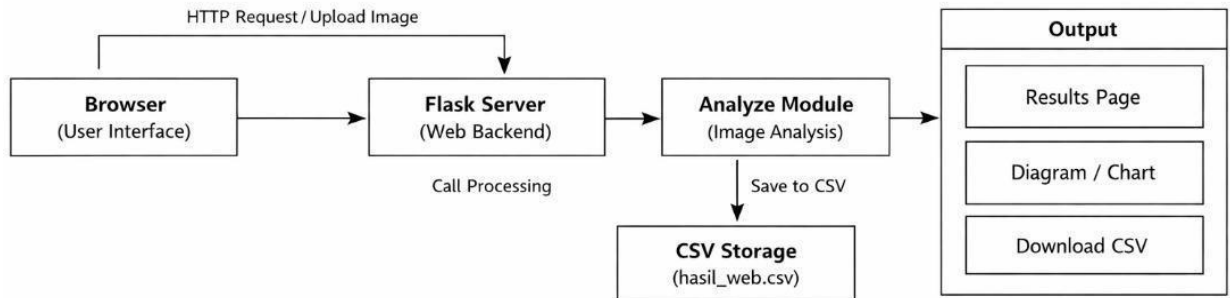 HTTP Request / Upload Image
Browser
(User Interface)
Flask Server
(Web Backend)
Analyze Module
(Image Analysis)
Call Processing
Save to CSV
CSV Storage
(hasil_web.csv)
Output
Results Page
Diagram / Chart
Download CSV